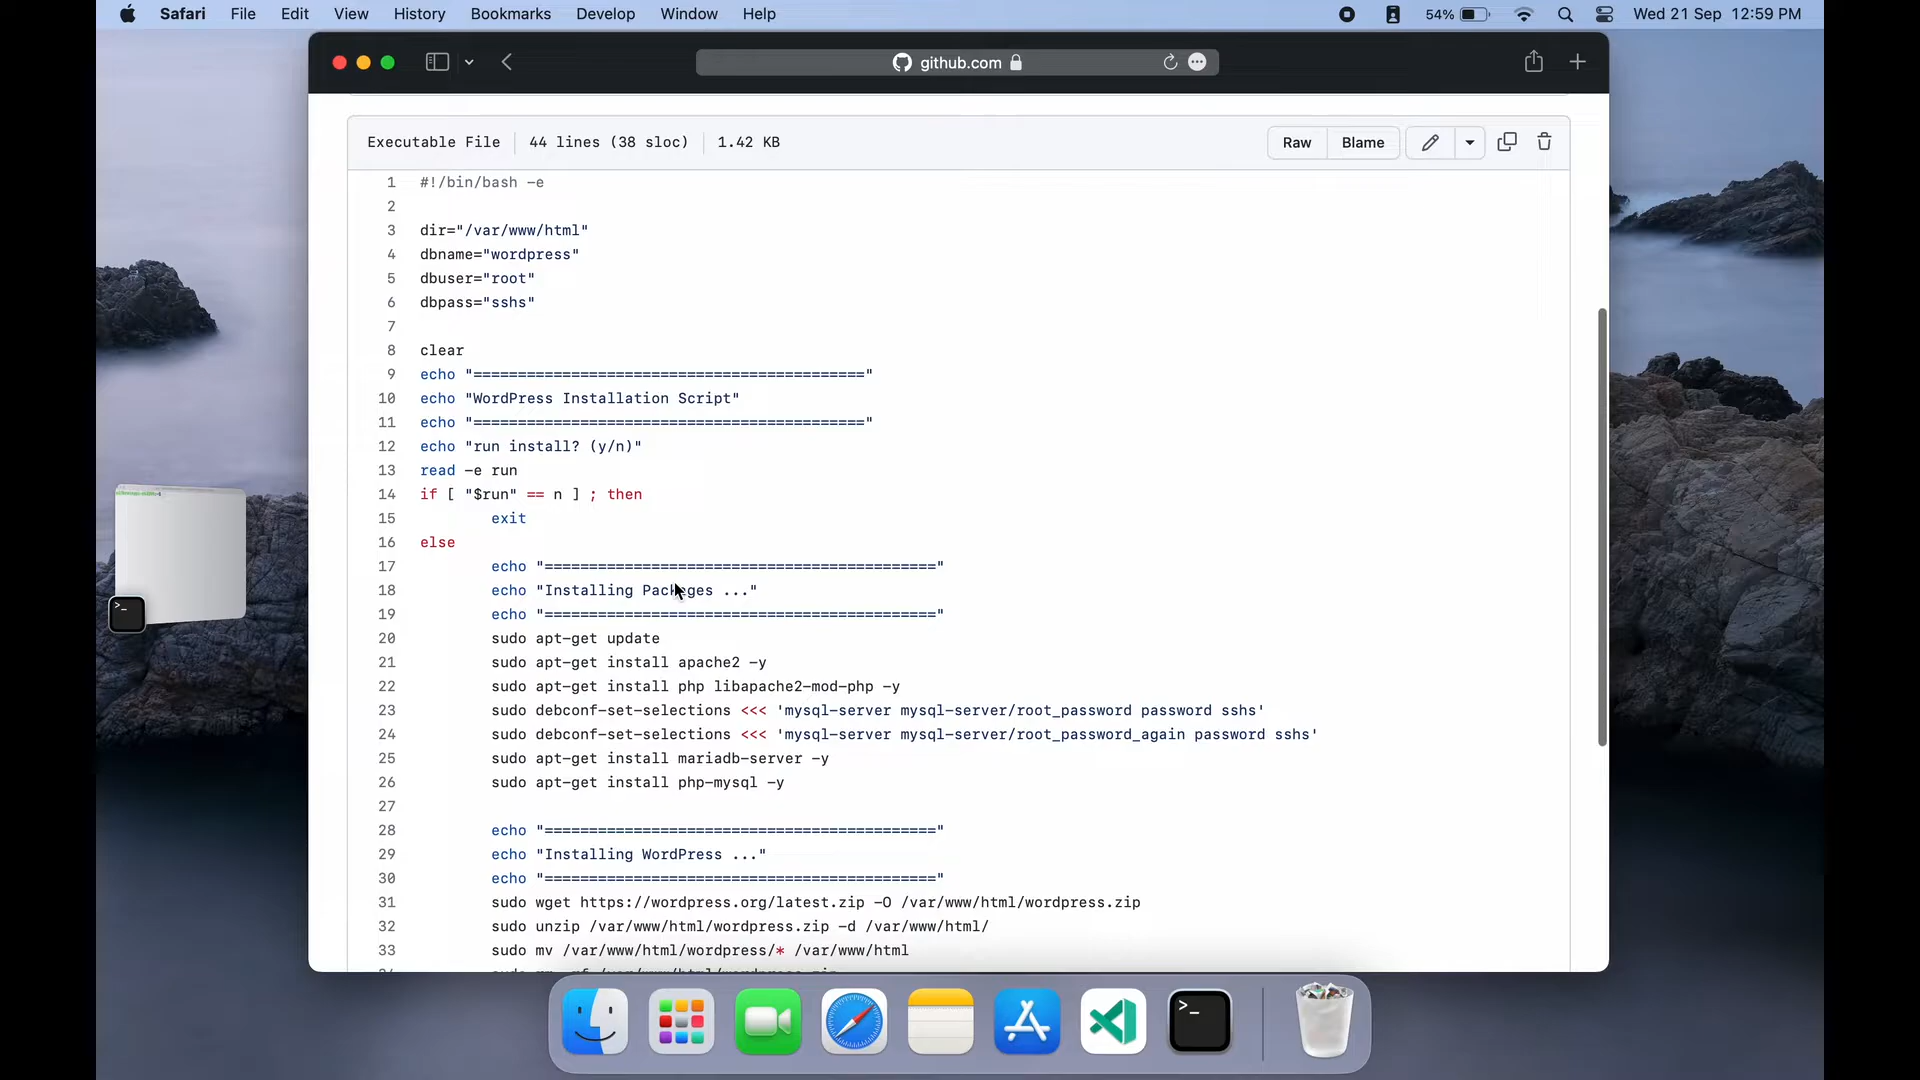 Safari File Edit View History Bookmarks Develop Window Help 54% Wed 21 Sep 12:59 PM
github.com
Executable File 44 lines (38 sloc) 1.42 KB Raw Blame
1 #!/bin/bash -e
2
3 dir="/var/www/html"
4 dbname="wordpress"
5 dbuser="root"
6 dbpass="sshs"
7
8 clear
9 echo "============================================"
10 echo "WordPress Installation Script"
11 echo "============================================"
12 echo "run install? (y/n)"
13 read -e run
14 if [ "$run" == n ] ; then
15 exit
16 else
17 echo "============================================"
18 echo "Installing Packages ..."
19 echo "============================================"
20 sudo apt-get update
21 sudo apt-get install apache2 -y
22 sudo apt-get install php libapache2-mod-php -y
23 sudo debconf-set-selections <<< 'mysql-server mysql-server/root_password password sshs'
24 sudo debconf-set-selections <<< 'mysql-server mysql-server/root_password_again password sshs'
25 sudo apt-get install mariadb-server -y
26 sudo apt-get install php-mysql -y
27
28 echo "============================================"
29 echo "Installing WordPress ..."
30 echo "============================================"
31 sudo wget https://wordpress.org/latest.zip -O /var/www/html/wordpress.zip
32 sudo unzip /var/www/html/wordpress.zip -d /var/www/html/
33 sudo mv /var/www/html/wordpress/* /var/www/html